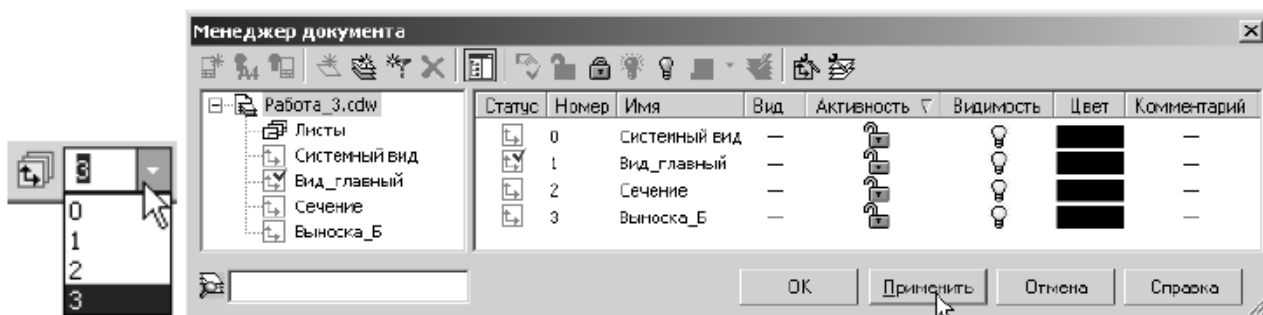 Менеджер документа
Работа_3.cdw
Листы
Системный вид
Вид_главный
Сечение
Выноска_Б
Статус Номер Имя Вид Активность Видимость Цвет Комментарий
0 Системный вид —  —
1 Вид_главный —  —
2 Сечение —  —
3 Выноска_Б —  —
3
0
1
2
3
OK Применить Отмена Справка